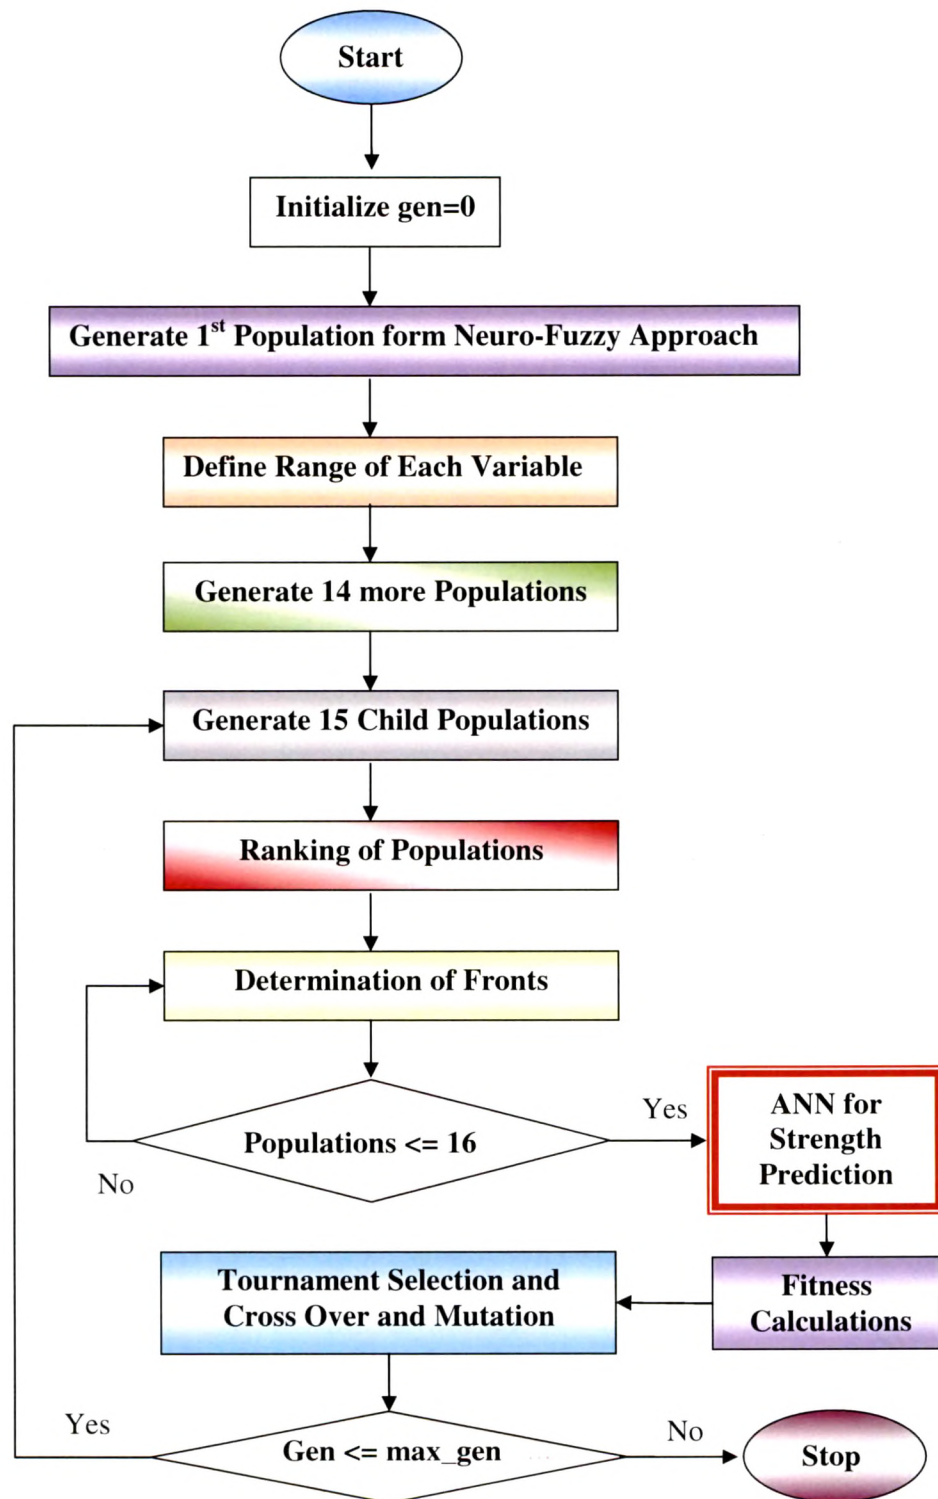 Start
Initialize gen=0
Generate 1st Population form Neuro-Fuzzy Approach
Define Range of Each Variable
Generate 14 more Populations
Generate 15 Child Populations
Ranking of Populations
Determination of Fronts
Populations <= 16
Yes
No
ANN for
Strength
Prediction
Fitness
Calculations
Tournament Selection and
Cross Over and Mutation
Gen <= max_gen
Yes
No
Stop